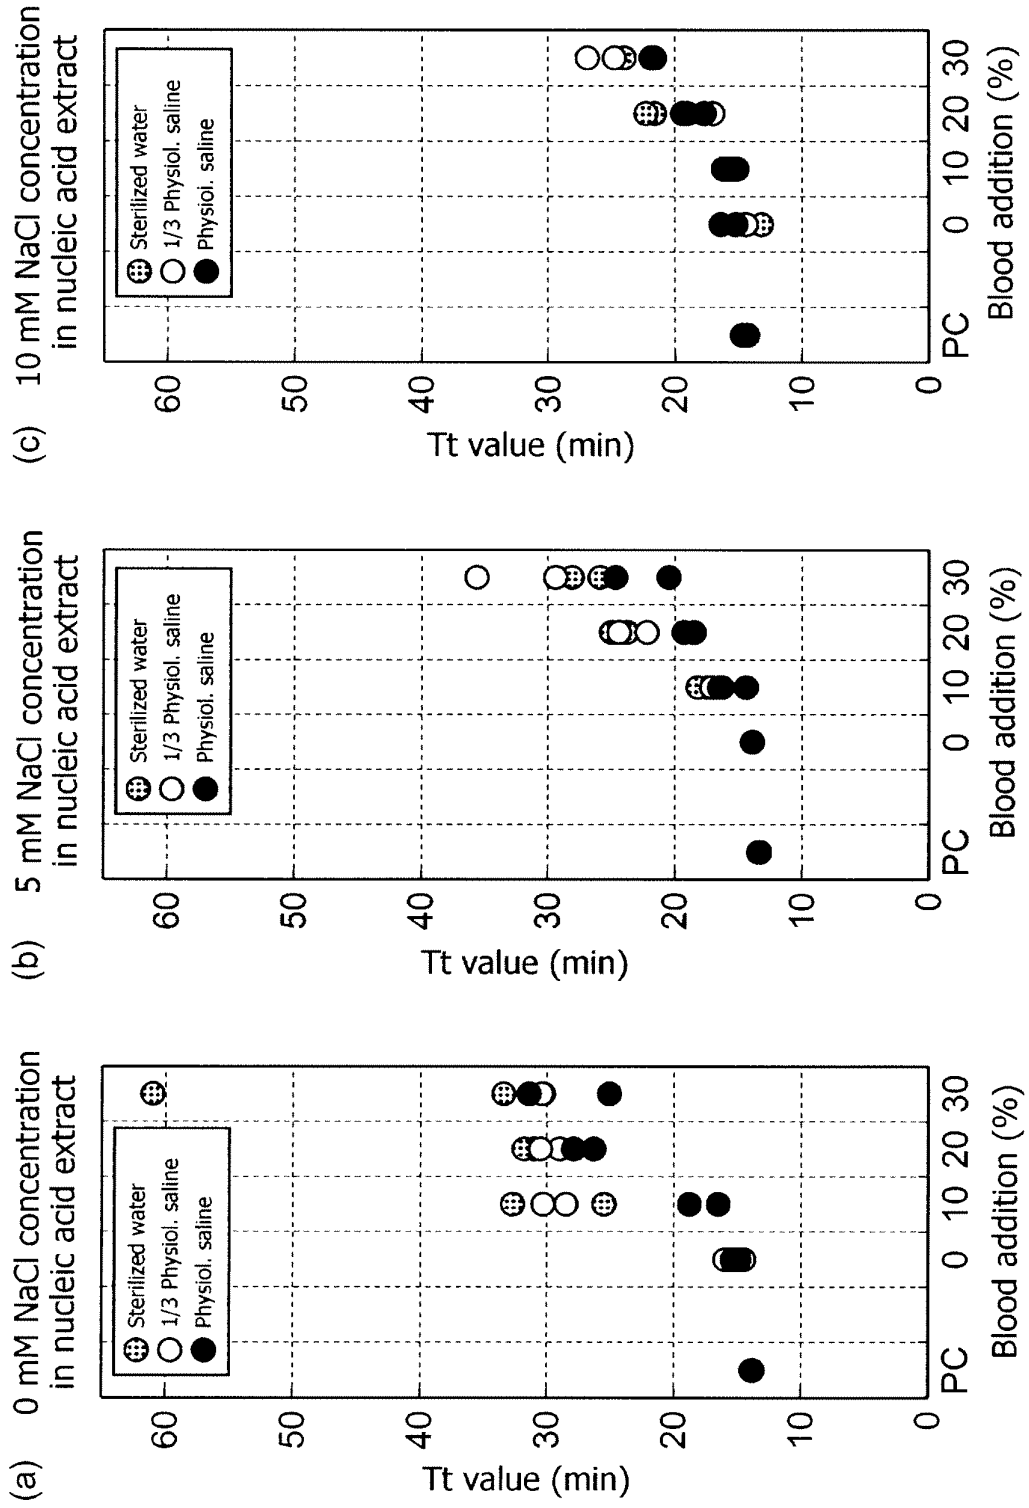 (a) 0 mM NaCl concentration
in nucleic acid extract
Sterilized water
1/3 Physiol. saline
Physiol. saline
60
50
40
30
20
10
0
Tt value (min)
PC 0 10 20 30
Blood addition (%)
(b) 5 mM NaCl concentration
in nucleic acid extract
Sterilized water
1/3 Physiol. saline
Physiol. saline
60
50
40
30
20
10
0
Tt value (min)
PC 0 10 20 30
Blood addition (%)
(c) 10 mM NaCl concentration
in nucleic acid extract
Sterilized water
1/3 Physiol. saline
Physiol. saline
60
50
40
30
20
10
0
Tt value (min)
PC 0 10 20 30
Blood addition (%)